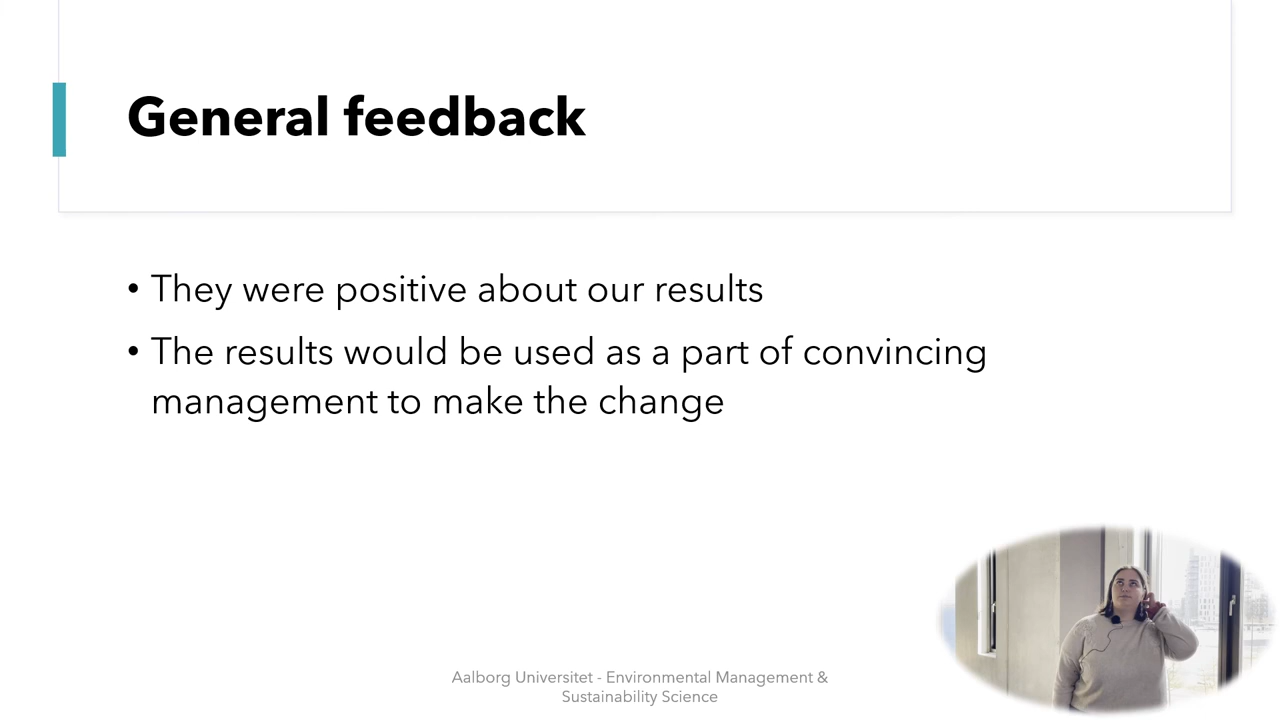 General feedback
• They were positive about our results
• The results would be used as a part of convincing
management to make the change
Aalborg Universitet - Environmental Management &
Sustainability Science